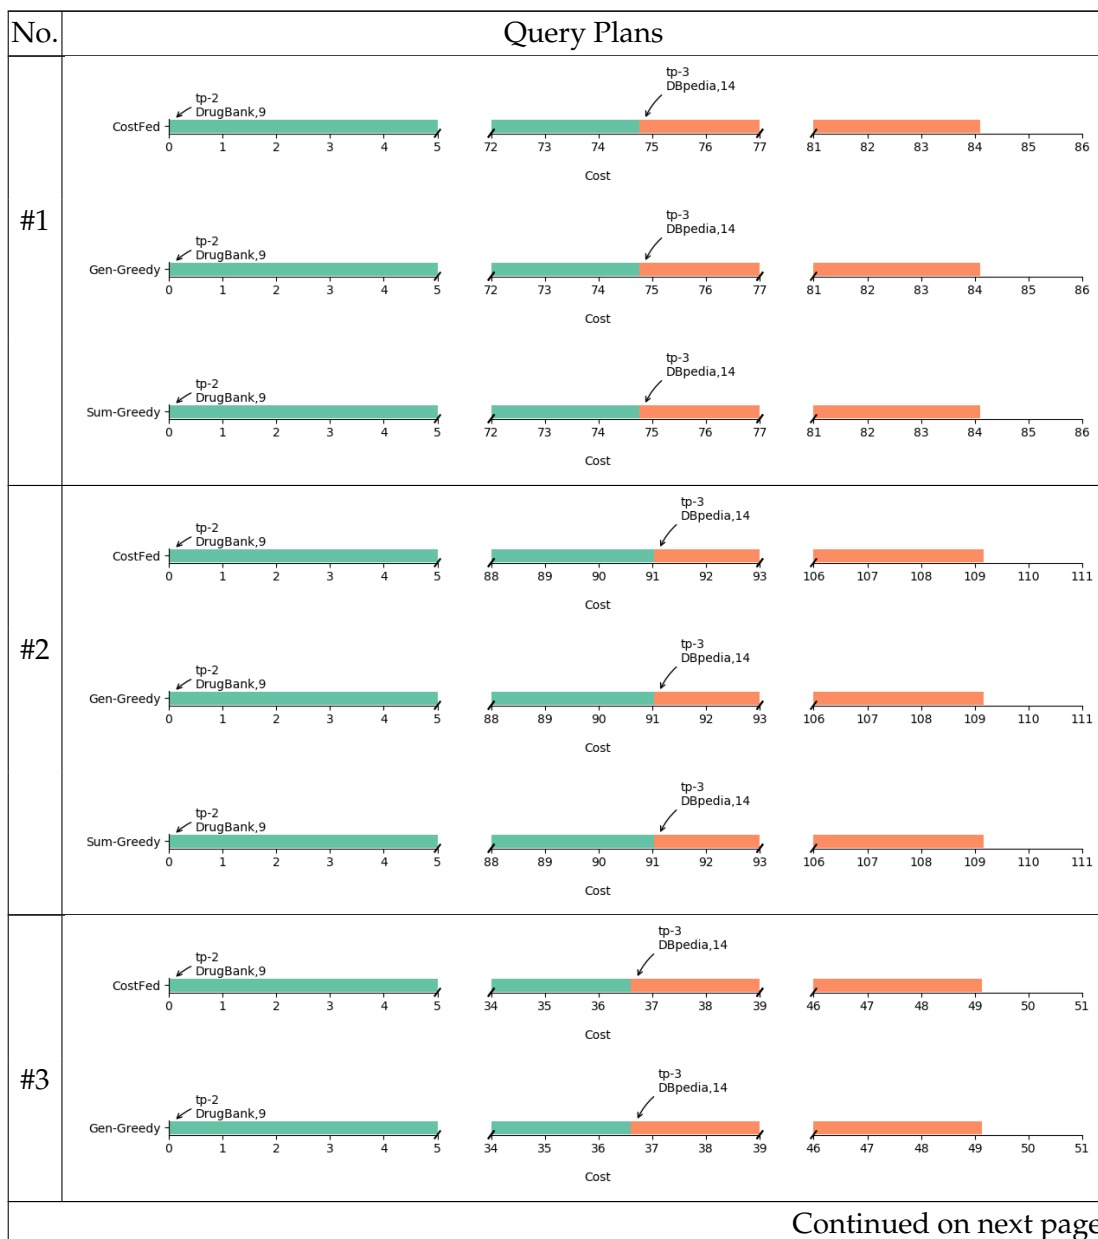 No. Query Plans
#1
tp-2
DrugBank,9
tp-3
DBpedia,14
CostFed
0 1 2 3 4 5 72 73 74 75 76 77 81 82 83 84 85 86
Cost
tp-2
DrugBank,9
tp-3
DBpedia,14
Gen-Greedy
0 1 2 3 4 5 72 73 74 75 76 77 81 82 83 84 85 86
Cost
tp-2
DrugBank,9
tp-3
DBpedia,14
Sum-Greedy
0 1 2 3 4 5 72 73 74 75 76 77 81 82 83 84 85 86
Cost
#2
tp-2
DrugBank,9
tp-3
DBpedia,14
CostFed
0 1 2 3 4 5 88 89 90 91 92 93 106 107 108 109 110 111
Cost
tp-2
DrugBank,9
tp-3
DBpedia,14
Gen-Greedy
0 1 2 3 4 5 88 89 90 91 92 93 106 107 108 109 110 111
Cost
tp-2
DrugBank,9
tp-3
DBpedia,14
Sum-Greedy
0 1 2 3 4 5 88 89 90 91 92 93 106 107 108 109 110 111
Cost
#3
tp-2
DrugBank,9
tp-3
DBpedia,14
CostFed
0 1 2 3 4 5 34 35 36 37 38 39 46 47 48 49 50 51
Cost
tp-2
DrugBank,9
tp-3
DBpedia,14
Gen-Greedy
0 1 2 3 4 5 34 35 36 37 38 39 46 47 48 49 50 51
Cost
Continued on next page